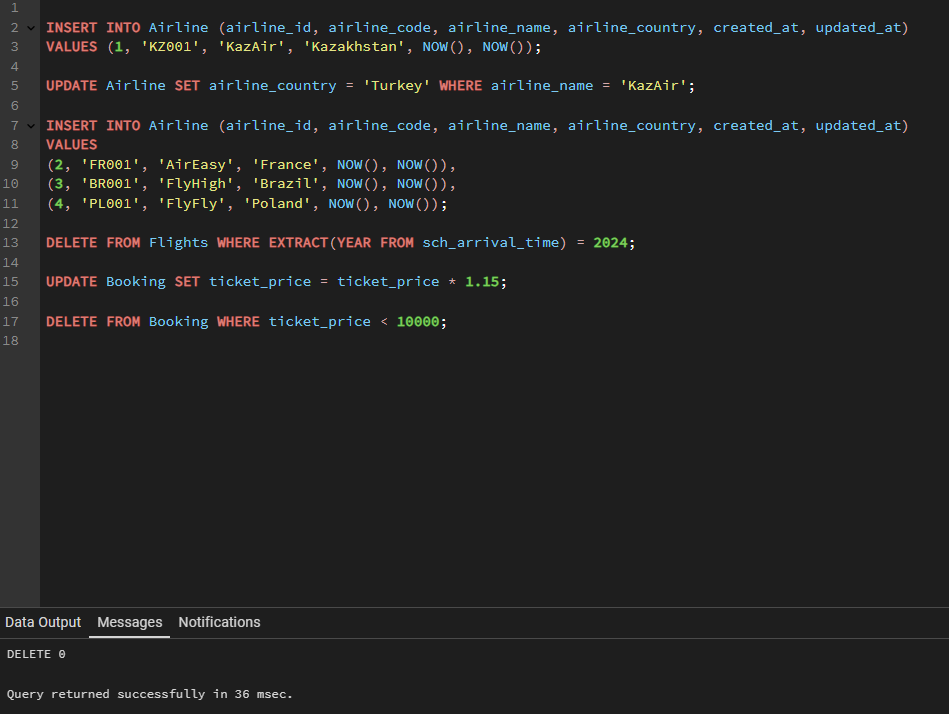 1
2 INSERT INTO Airline (airline_id, airline_code, airline_name, airline_country, created_at, updated_at)
3 VALUES (1, 'KZ001', 'KazAir', 'Kazakhstan', NOW(), NOW());
4
5 UPDATE Airline SET airline_country = 'Turkey' WHERE airline_name = 'KazAir';
6
7 INSERT INTO Airline (airline_id, airline_code, airline_name, airline_country, created_at, updated_at)
8 VALUES
9 (2, 'FR001', 'AirEasy', 'France', NOW(), NOW()),
10 (3, 'BR001', 'FlyHigh', 'Brazil', NOW(), NOW()),
11 (4, 'PL001', 'FlyFly', 'Poland', NOW(), NOW());
12
13 DELETE FROM Flights WHERE EXTRACT(YEAR FROM sch_arrival_time) = 2024;
14
15 UPDATE Booking SET ticket_price = ticket_price * 1.15;
16
17 DELETE FROM Booking WHERE ticket_price < 10000;
18
Data Output Messages Notifications
DELETE 0
Query returned successfully in 36 msec.